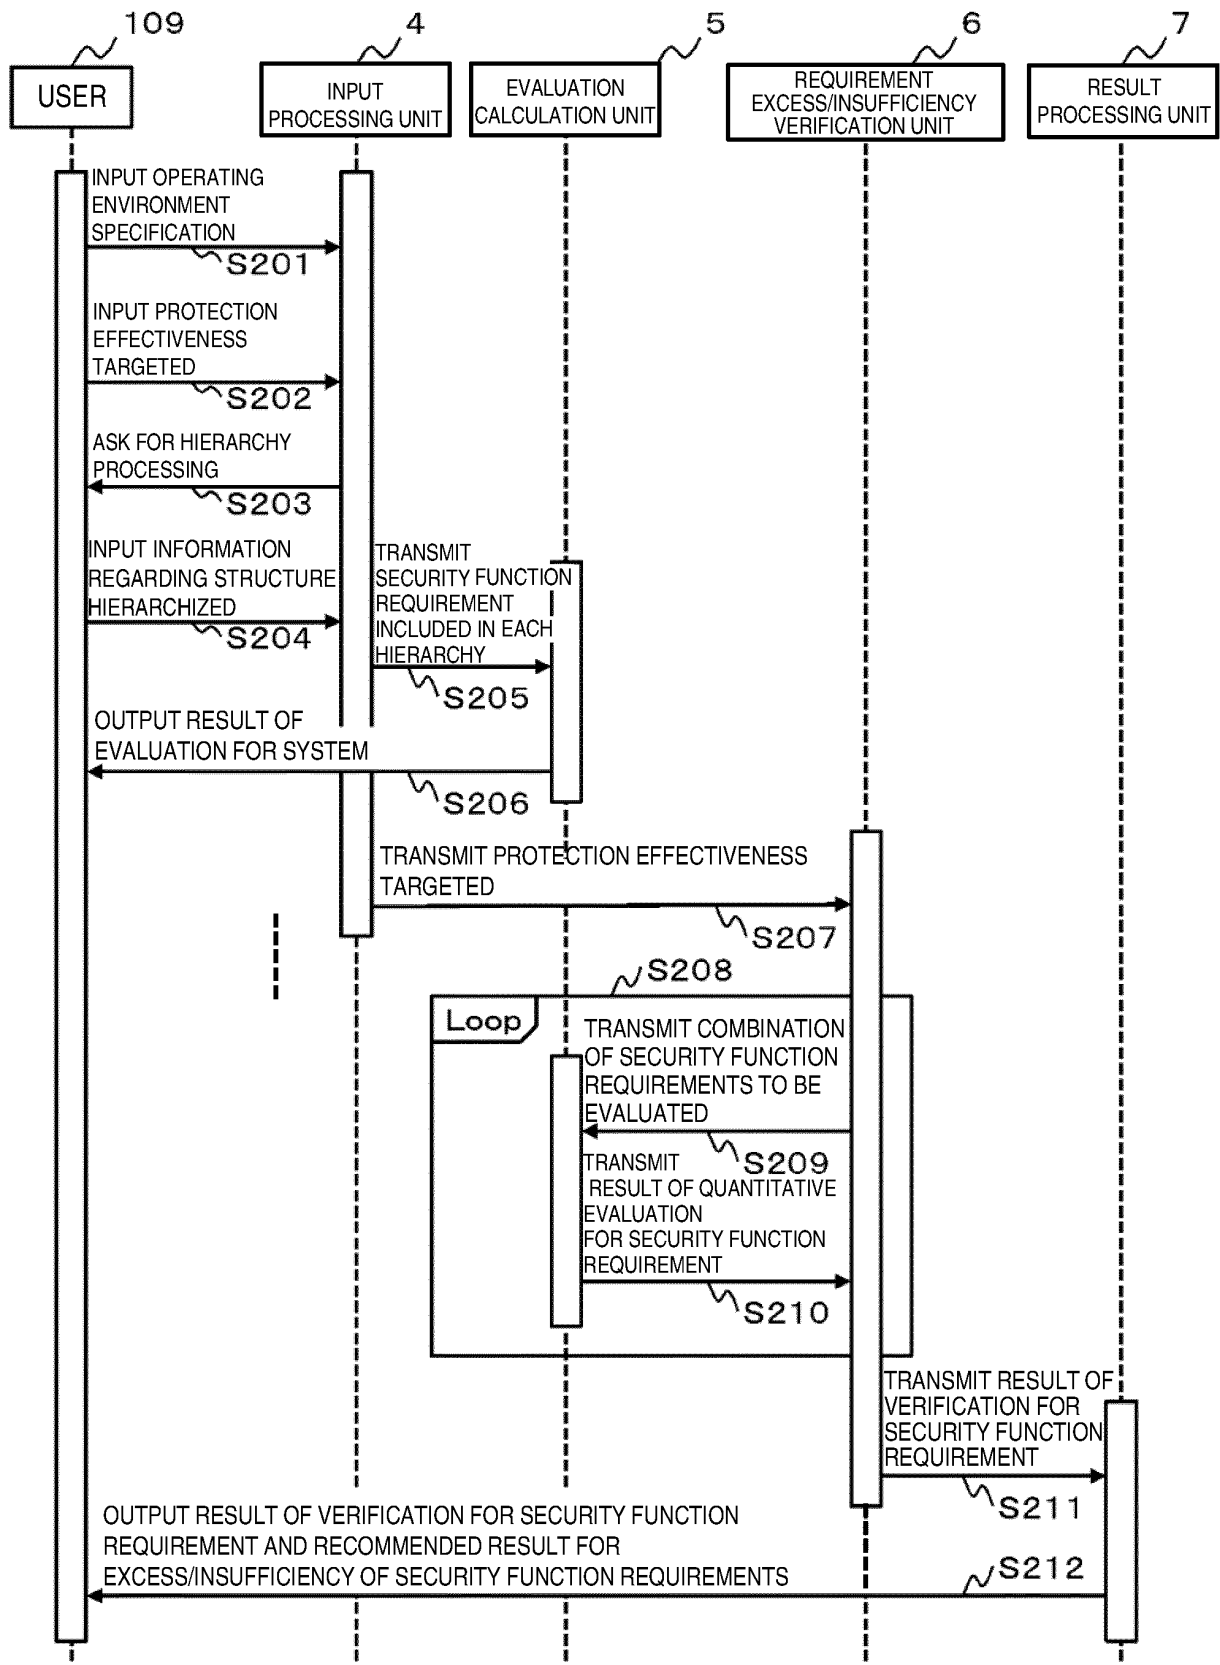 109
4
5
6
7
USER
INPUT
PROCESSING UNIT
EVALUATION
CALCULATION UNIT
REQUIREMENT
EXCESS/INSUFFICIENCY
VERIFICATION UNIT
RESULT
PROCESSING UNIT
INPUT OPERATING
ENVIRONMENT
SPECIFICATION
S201
INPUT PROTECTION
EFFECTIVENESS
TARGETED
S202
ASK FOR HIERARCHY
PROCESSING
S203
INPUT INFORMATION
REGARDING STRUCTURE
HIERARCHIZED
S204
TRANSMIT
SECURITY FUNCTION
REQUIREMENT
INCLUDED IN EACH
HIERARCHY
S205
OUTPUT RESULT OF
EVALUATION FOR SYSTEM
S206
TRANSMIT PROTECTION EFFECTIVENESS
TARGETED
S207
S208
Loop
TRANSMIT COMBINATION
OF SECURITY FUNCTION
REQUIREMENTS TO BE
EVALUATED
S209
TRANSMIT
RESULT OF QUANTITATIVE
EVALUATION
FOR SECURITY FUNCTION
REQUIREMENT
S210
TRANSMIT RESULT OF
VERIFICATION FOR
SECURITY FUNCTION
REQUIREMENT
S211
OUTPUT RESULT OF VERIFICATION FOR SECURITY FUNCTION
REQUIREMENT AND RECOMMENDED RESULT FOR
EXCESS/INSUFFICIENCY OF SECURITY FUNCTION REQUIREMENTS
S212